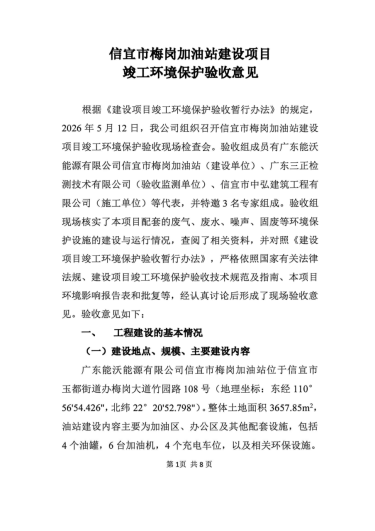 信宜市梅岗加油站建设项目
竣工环境保护验收意见
根据《建设项目竣工环境保护验收暂行办法》的规定，
2026 年 5 月 12 日，我公司组织召开信宜市梅岗加油站建设
项目竣工环境保护验收现场检查会。验收组成员有广东能沃
能源有限公司信宜市梅岗加油站（建设单位）、广东三正检
测技术有限公司（验收监测单位）、信宜市中弘建筑工程有
限公司（施工单位）等代表，并特邀 3 名专家组成。验收组
现场核实了本项目配套的废气、废水、噪声、固废等环境保
护设施的建设与运行情况，查阅了相关资料，并对照《建设
项目竣工环境保护验收暂行办法》，严格依照国家有关法律
法规、建设项目竣工环境保护验收技术规范及指南、本项目
环境影响报告表和批复等，经认真讨论后形成了现场验收意
见。验收意见如下：
一、 工程建设的基本情况
（一）建设地点、规模、主要建设内容
广东能沃能源有限公司信宜市梅岗加油站位于信宜市
玉都街道办梅岗大道竹园路 108 号（地理坐标：东经 110°
56'54.426"，北纬 22° 20'52.798"）。整体土地面积 3657.85m²，
油站建设内容主要为加油区、办公区及其他配套设施，包括
4 个油罐，6 台加油机，4 个充电车位，以及相关环保设施。
第 1页 共 8 页